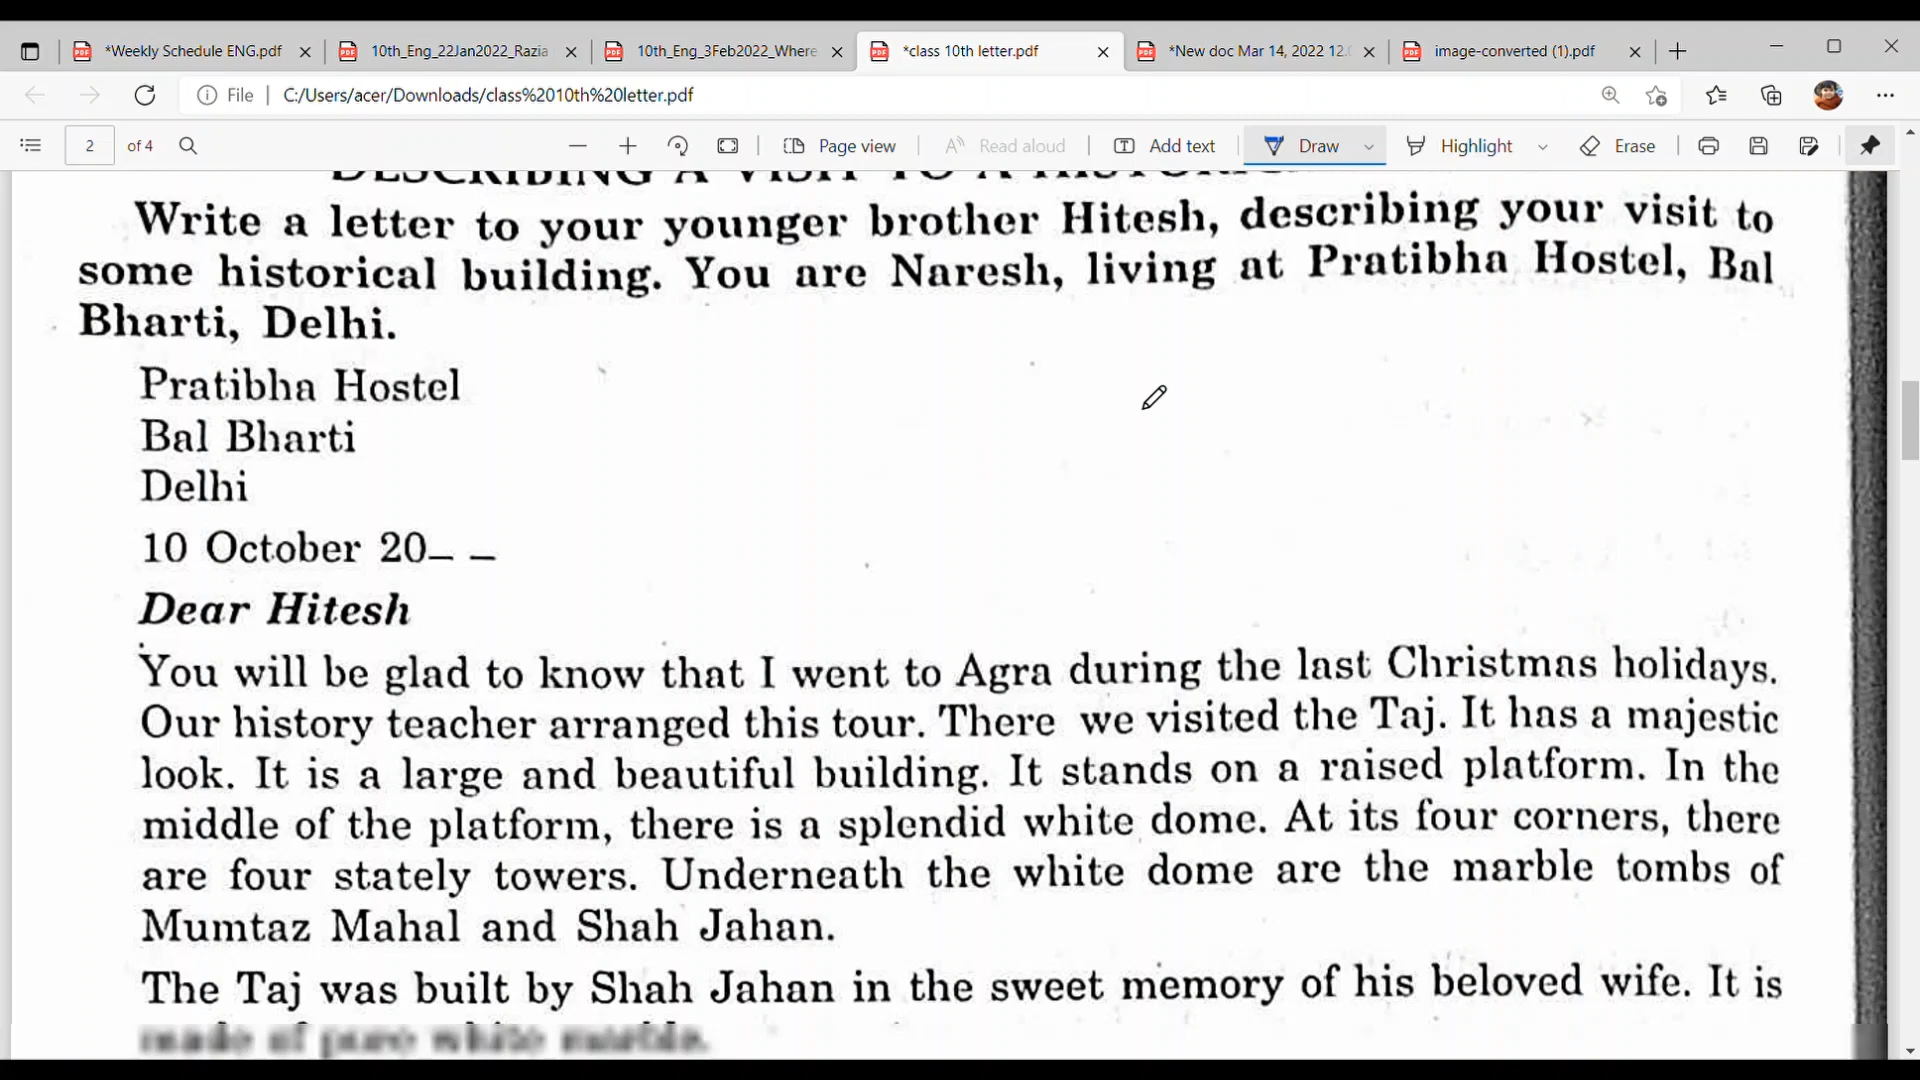 *Weekly Schedule ENG.pdf
10th_Eng_22Jan2022_Razia
10th_Eng_3Feb2022_Where
*class 10th letter.pdf
*New doc Mar 14, 2022 12.
image-converted (1).pdf
File
C:/Users/acer/Downloads/class%2010th%20letter.pdf
2 of 4
Page view
Read aloud
Add text
Draw
Highlight
Erase
DESCRIBING A VISIT TO A
Write a letter to your younger brother Hitesh, describing your visit to
some historical building. You are Naresh, living at Pratibha Hostel, Bal
Bharti, Delhi.
Pratibha Hostel
Bal Bharti
Delhi
10 October 20_ _
Dear Hitesh
You will be glad to know that I went to Agra during the last Christmas holidays.
Our history teacher arranged this tour. There we visited the Taj. It has a majestic
look. It is a large and beautiful building. It stands on a raised platform. In the
middle of the platform, there is a splendid white dome. At its four corners, there
are four stately towers. Underneath the white dome are the marble tombs of
Mumtaz Mahal and Shah Jahan.
The Taj was built by Shah Jahan in the sweet memory of his beloved wife. It is
made of pure white marble.